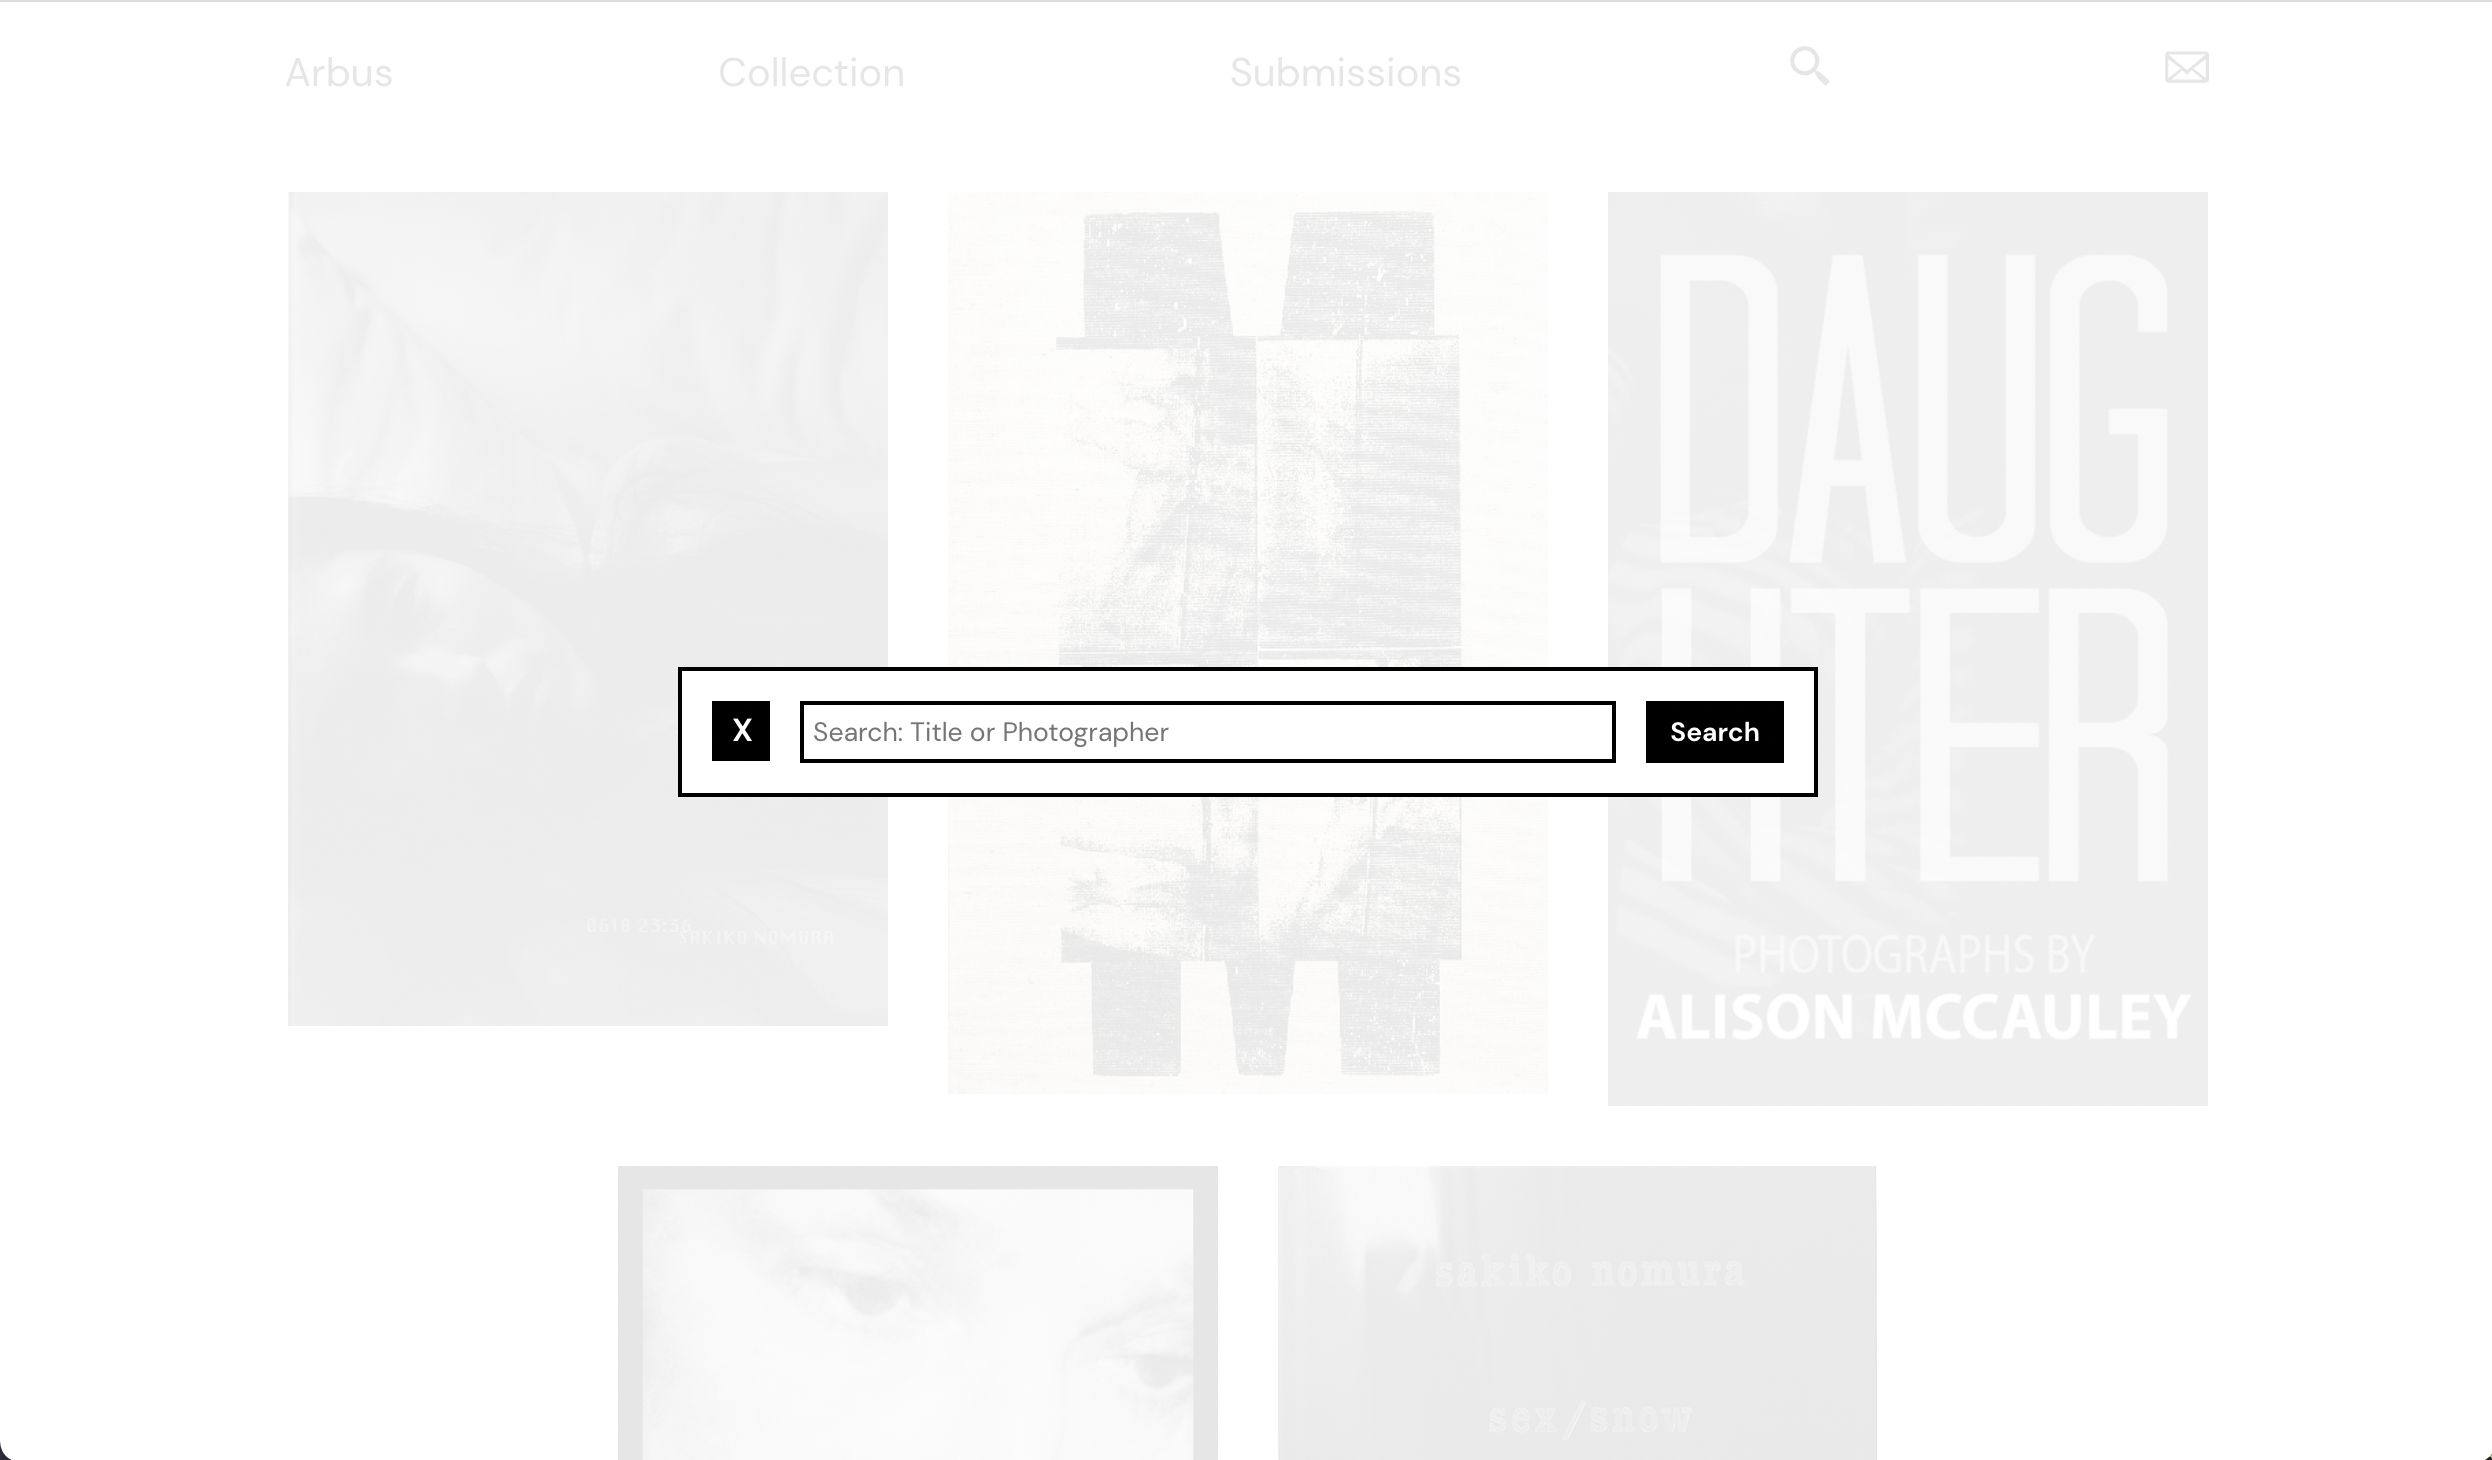 Arbus Collection Submissions
DAUG
HTER
X Search: Title or Photographer Search
8618 23:36
SAKIKO NOMURA
PHOTOGRAPHS BY
ALISON MCCAULEY
sakiko nomura
sex/snow